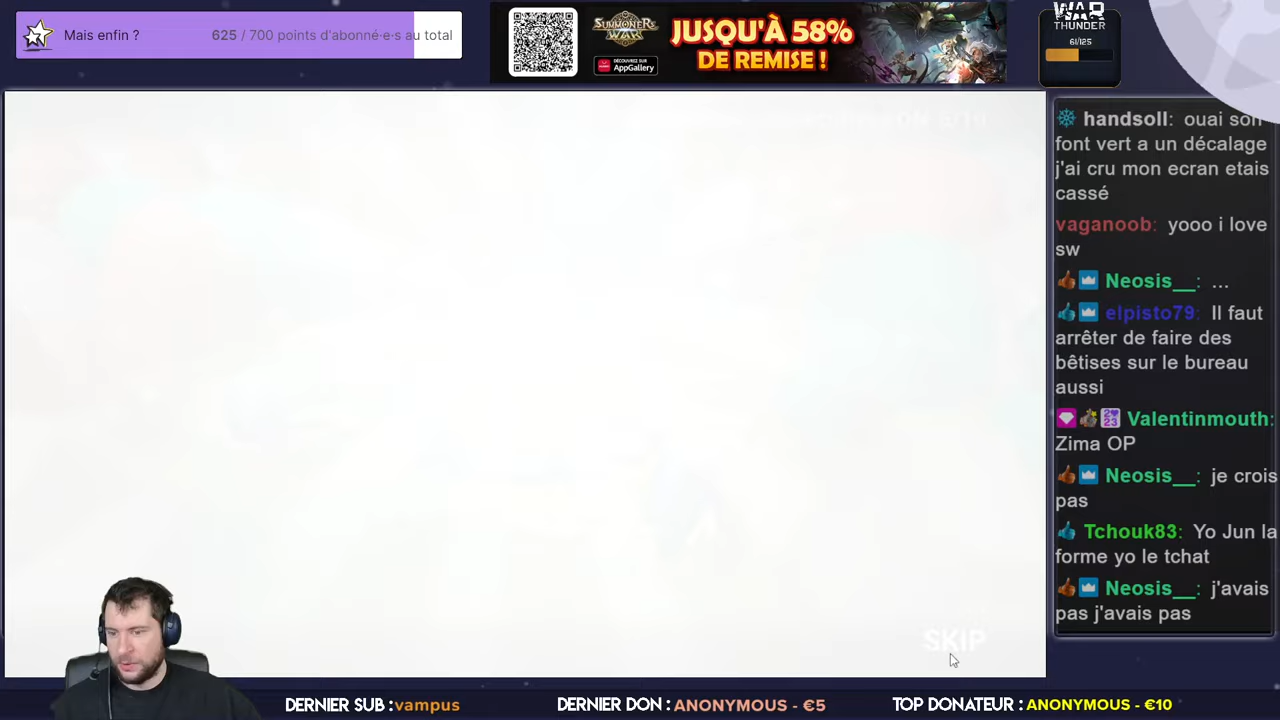 Mais enfin ?
625 / 700 points d'abonné·e·s au total
SUMMONERS
WAR
DÉCOUVREZ SUR
AppGallery
JUSQU'À 58%
DE REMISE !
WAR
THUNDER
61/125
handsoll: ouai son
font vert a un décalage
j'ai cru mon ecran etais
cassé
vaganoob: yooo i love
sw
Neosis__: ...
elpisto79: Il faut
arrêter de faire des
bêtises sur le bureau
aussi
2 23 Valentinmouth:
Zima OP
Neosis__: je crois
pas
Tchouk83: Yo Jun la
forme yo le tchat
Neosis__: j'avais
pas j'avais pas
SKIP
DERNIER SUB : vampus
DERNIER DON : ANONYMOUS - €5
TOP DONATEUR : ANONYMOUS - €10